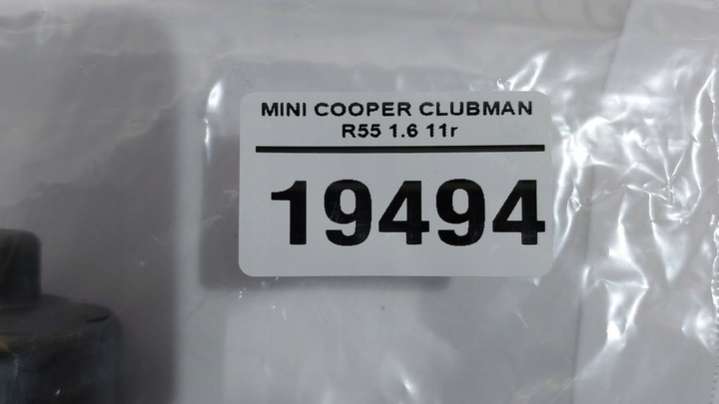 MINI COOPER CLUBMAN
R55 1.6 11r
19494